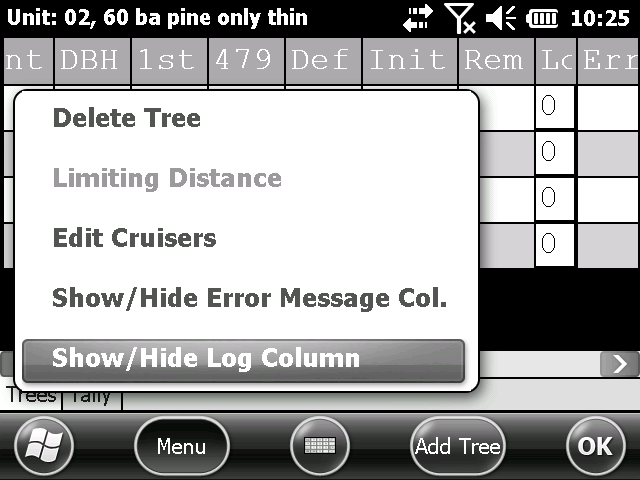 Unit: 02, 60 ba pine only thin 10:25
nt DBH 1st 479 Def Init Rem Lo Err
Delete Tree 0
Limiting Distance 0
Edit Cruisers 0
Show/Hide Error Message Col. 0
Show/Hide Log Column
Trees Tally
Menu Add Tree OK